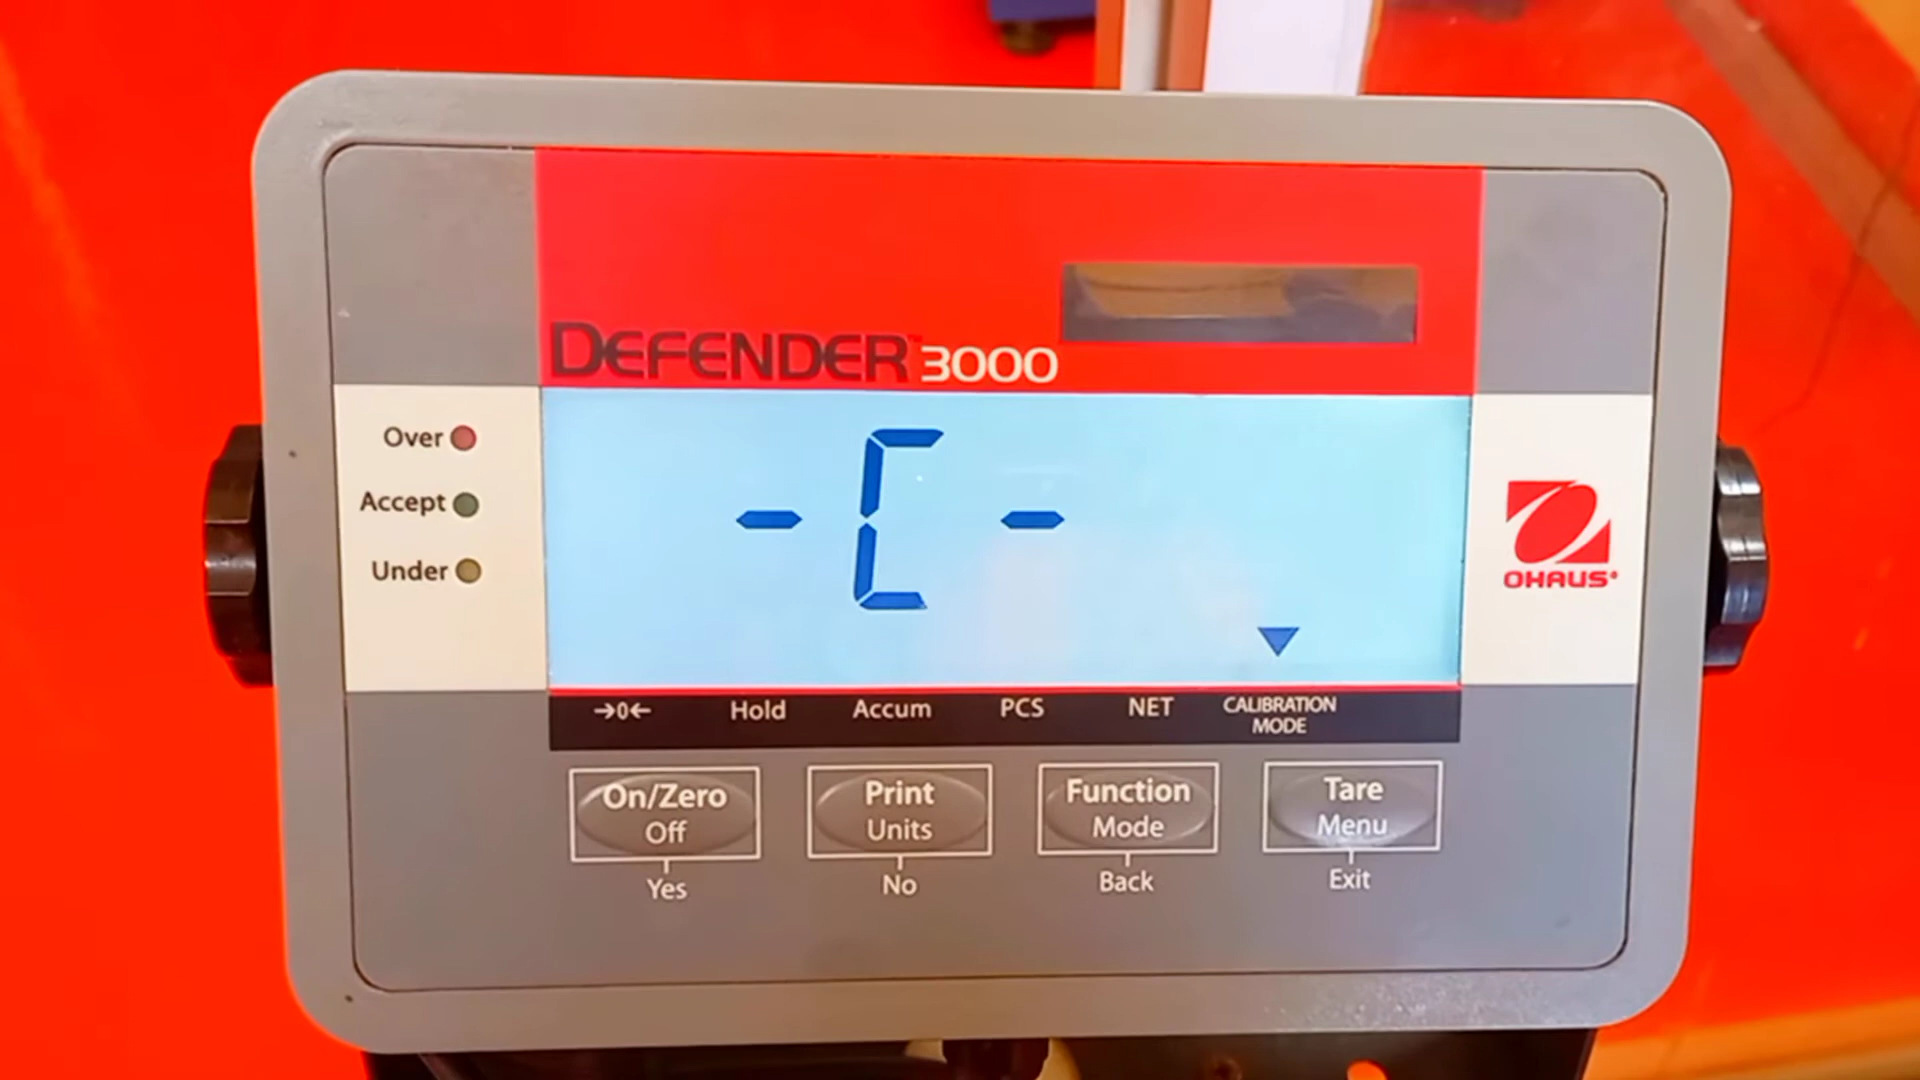 DEFENDER™ 3000
Over
Accept
Under
-C-
OHAUS®
→0← Hold Accum PCS NET CALIBRATION MODE
On/Zero Print Function Tare
Off Units Mode Menu
Yes No Back Exit